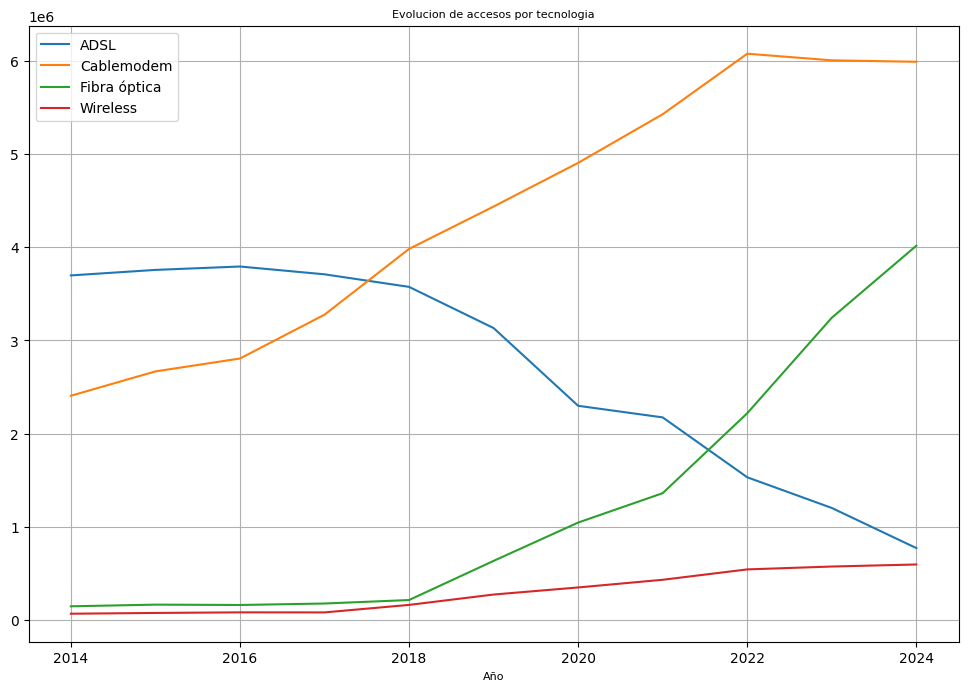 Evolucion de accesos por tecnologia
1e6
ADSL
Cablemodem
Fibra óptica
Wireless
6
5
4
3
2
1
0
2014 2016 2018 2020 2022 2024
Año